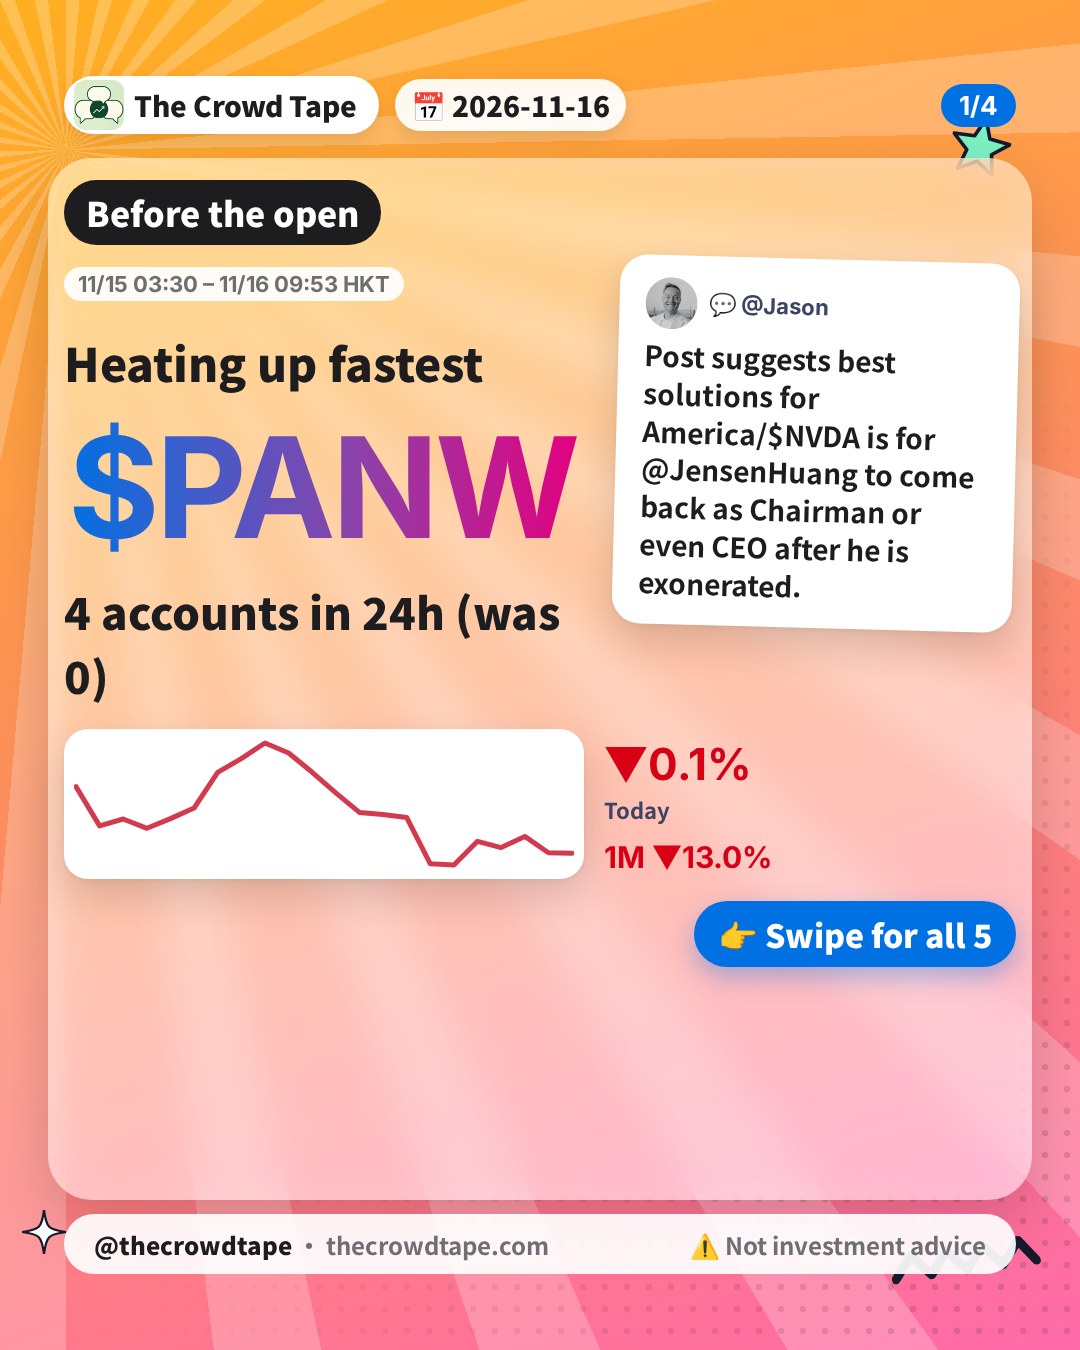 The Crowd Tape
July
17
2026-11-16
1/4
Before the open
11/15 03:30 – 11/16 09:53 HKT
Heating up fastest
$PANW
4 accounts in 24h (was
0)
@Jason
Post suggests best
solutions for
America/$NVDA is for
@JensenHuang to come
back as Chairman or
even CEO after he is
exonerated.
▼0.1%
Today
1M ▼13.0%
👉 Swipe for all 5
@thecrowdtape • thecrowdtape.com
⚠️ Not investment advice